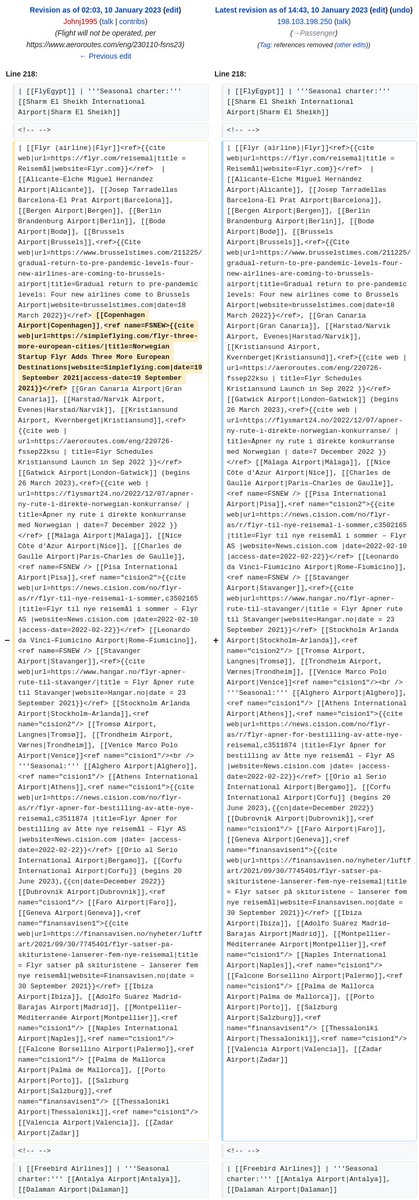 Revision as of 02:03, 10 January 2023 (edit)
Johnj1995 (talk | contribs)
(Flight will not be operated, per
https://www.aeroroutes.com/eng/230110-fsns23)
← Previous edit
Latest revision as of 14:43, 10 January 2023 (edit) (undo)
198.103.198.250 (talk)
(→Passenger)
(Tag: references removed (other edits))
Line 218:
| [[FlyEgypt]] | '''Seasonal charter:'''
[[Sharm El Sheikh International
Airport|Sharm El Sheikh]]
<!-- -->
| [[Flyr (airline)|Flyr]]<ref>{{cite
web|url=https://flyr.com/reisemal|title =
Reisemål|website=Flyr.com}}</ref> |
[[Alicante–Elche Miguel Hernández
Airport|Alicante]], [[Josep Tarradellas
Barcelona-El Prat Airport|Barcelona]],
[[Bergen Airport|Bergen]], [[Berlin
Brandenburg Airport|Berlin]], [[Bodø
Airport|Bodø]], [[Brussels
Airport|Brussels]],<ref>{{Cite
web|url=https://www.brusselstimes.com/211225/
gradual-return-to-pre-pandemic-levels-four-
new-airlines-are-coming-to-brussels-
airport|title=Gradual return to pre-pandemic
levels: Four new airlines come to Brussels
Airport|website=brusselstimes.com|date=18
March 2022}}</ref> [[Copenhagen
Airport|Copenhagen]],<ref name=FSNEW>{{cite
web|url=https://simpleflying.com/flyr-three-
more-european-cities/|title=Norwegian
Startup Flyr Adds Three More European
Destinations|website=Simpleflying.com|date=19
September 2021|access-date=19 September
2021}}</ref> [[Gran Canaria Airport|Gran
Canaria]], [[Harstad/Narvik Airport,
Evenes|Harstad/Narvik]], [[Kristiansund
Airport, Kvernberget|Kristiansund]],<ref>
{{cite web |
url=https://aeroroutes.com/eng/220726-
fssep22ksu | title=Flyr Schedules
Kristiansund Launch in Sep 2022 }}</ref>
[[Gatwick Airport|London–Gatwick]] (begins
26 March 2023),<ref>{{cite web |
url=https://flysmart24.no/2022/12/07/apner-
ny-rute-i-direkte-norwegian-konkurranse/ |
title=Åpner ny rute i direkte konkurranse
med Norwegian | date=7 December 2022 }}
</ref> [[Málaga Airport|Málaga]], [[Nice
Côte d'Azur Airport|Nice]], [[Charles de
Gaulle Airport|Paris–Charles de Gaulle]],
<ref name=FSNEW /> [[Pisa International
Airport|Pisa]],<ref name="cision2">{{cite
web|url=https://news.cision.com/no/flyr-
as/r/flyr-til-nye-reisemal-i-sommer,c3502165
|title=Flyr til nye reisemål i sommer – Flyr
AS |website=News.cision.com |date=2022-02-10
|access-date=2022-02-22}}</ref> [[Leonardo
da Vinci–Fiumicino Airport|Rome–Fiumicino]],
<ref name=FSNEW /> [[Stavanger
Airport|Stavanger]],<ref>{{cite
web|url=https://www.hangar.no/flyr-apner-
rute-til-stavanger/|title = Flyr åpner rute
til Stavanger|website=Hangar.no|date = 23
September 2021}}</ref> [[Stockholm Arlanda
Airport|Stockholm–Arlanda]],<ref
name="cision2"/> [[Tromsø Airport,
Langnes|Tromsø]], [[Trondheim Airport,
Værnes|Trondheim]], [[Venice Marco Polo
Airport|Venice]]<ref name="cision2"/><br />
'''Seasonal:''' [[Alghero Airport|Alghero]],
<ref name="cision1"/> [[Athens International
Airport|Athens]],<ref name="cision1">{{cite
web|url=https://news.cision.com/no/flyr-
as/r/flyr-apner-for-bestilling-av-atte-nye-
reisemal,c3511874 |title=Flyr åpner for
bestilling av åtte nye reisemål – Flyr AS
|website=News.cision.com |date= |access-
date=2022-02-22}}</ref> [[Orio al Serio
International Airport|Bergamo]], [[Corfu
International Airport|Corfu]] (begins 20
June 2023),{{cn|date=December 2022}}
[[Dubrovnik Airport|Dubrovnik]],<ref
name="cision1"/> [[Faro Airport|Faro]],
[[Geneva Airport|Geneva]],<ref
name="finansavisen1">{{cite
web|url=https://finansavisen.no/nyheter/luftf
art/2021/09/30/7745401/flyr-satser-pa-
skituristene-lanserer-fem-nye-reisemal|title
= Flyr satser på skituristene – lanserer fem
nye reisemål|website=Finansavisen.no|date =
30 September 2021}}</ref> [[Ibiza
Airport|Ibiza]], [[Adolfo Suárez Madrid–
Barajas Airport|Madrid]], [[Montpellier–
Méditerranée Airport|Montpellier]],<ref
name="cision1"/> [[Naples International
Airport|Naples]],<ref name="cision1"/>
[[Falcone Borsellino Airport|Palermo]],<ref
name="cision1"/> [[Palma de Mallorca
Airport|Palma de Mallorca]], [[Porto
Airport|Porto]], [[Salzburg
Airport|Salzburg]],<ref
name="finansavisen1"/> [[Thessaloniki
Airport|Thessaloniki]],<ref name="cision1"/>
[[Valencia Airport|Valencia]], [[Zadar
Airport|Zadar]]
<!-- -->
| [[Freebird Airlines]] | '''Seasonal
charter:''' [[Antalya Airport|Antalya]],
[[Dalaman Airport|Dalaman]]
Line 218:
| [[FlyEgypt]] | '''Seasonal charter:'''
[[Sharm El Sheikh International
Airport|Sharm El Sheikh]]
<!-- -->
| [[Flyr (airline)|Flyr]]<ref>{{cite
web|url=https://flyr.com/reisemal|title =
Reisemål|website=Flyr.com}}</ref> |
[[Alicante–Elche Miguel Hernández
Airport|Alicante]], [[Josep Tarradellas
Barcelona-El Prat Airport|Barcelona]],
[[Bergen Airport|Bergen]], [[Berlin
Brandenburg Airport|Berlin]], [[Bodø
Airport|Bodø]], [[Brussels
Airport|Brussels]],<ref>{{Cite
web|url=https://www.brusselstimes.com/211225/
gradual-return-to-pre-pandemic-levels-four-
new-airlines-are-coming-to-brussels-
airport|title=Gradual return to pre-pandemic
levels: Four new airlines come to Brussels
Airport|website=brusselstimes.com|date=18
March 2022}}</ref>, [[Gran Canaria
Airport|Gran Canaria]], [[Harstad/Narvik
Airport, Evenes|Harstad/Narvik]],
[[Kristiansund Airport,
Kvernberget|Kristiansund]],<ref>{{cite web |
url=https://aeroroutes.com/eng/220726-
fssep22ksu | title=Flyr Schedules
Kristiansund Launch in Sep 2022 }}</ref>
[[Gatwick Airport|London–Gatwick]] (begins
26 March 2023),<ref>{{cite web |
url=https://flysmart24.no/2022/12/07/apner-
ny-rute-i-direkte-norwegian-konkurranse/ |
title=Åpner ny rute i direkte konkurranse
med Norwegian | date=7 December 2022 }}
</ref> [[Málaga Airport|Málaga]], [[Nice
Côte d'Azur Airport|Nice]], [[Charles de
Gaulle Airport|Paris–Charles de Gaulle]],
<ref name=FSNEW /> [[Pisa International
Airport|Pisa]],<ref name="cision2">{{cite
web|url=https://news.cision.com/no/flyr-
as/r/flyr-til-nye-reisemal-i-sommer,c3502165
|title=Flyr til nye reisemål i sommer – Flyr
AS |website=News.cision.com |date=2022-02-10
|access-date=2022-02-22}}</ref> [[Leonardo
da Vinci–Fiumicino Airport|Rome–Fiumicino]],
<ref name=FSNEW /> [[Stavanger
Airport|Stavanger]],<ref>{{cite
web|url=https://www.hangar.no/flyr-apner-
rute-til-stavanger/|title = Flyr åpner rute
til Stavanger|website=Hangar.no|date = 23
September 2021}}</ref> [[Stockholm Arlanda
Airport|Stockholm–Arlanda]],<ref
name="cision2"/> [[Tromsø Airport,
Langnes|Tromsø]], [[Trondheim Airport,
Værnes|Trondheim]], [[Venice Marco Polo
Airport|Venice]]<ref name="cision2"/><br />
'''Seasonal:''' [[Alghero Airport|Alghero]],
<ref name="cision1"/> [[Athens International
Airport|Athens]],<ref name="cision1">{{cite
web|url=https://news.cision.com/no/flyr-
as/r/flyr-apner-for-bestilling-av-atte-nye-
reisemal,c3511874 |title=Flyr åpner for
bestilling av åtte nye reisemål – Flyr AS
|website=News.cision.com |date= |access-
date=2022-02-22}}</ref> [[Orio al Serio
International Airport|Bergamo]], [[Corfu
International Airport|Corfu]] (begins 20
June 2023),{{cn|date=December 2022}}
[[Dubrovnik Airport|Dubrovnik]],<ref
name="cision1"/> [[Faro Airport|Faro]],
[[Geneva Airport|Geneva]],<ref
name="finansavisen1">{{cite
web|url=https://finansavisen.no/nyheter/luftf
art/2021/09/30/7745401/flyr-satser-pa-
skituristene-lanserer-fem-nye-reisemal|title
= Flyr satser på skituristene – lanserer fem
nye reisemål|website=Finansavisen.no|date =
30 September 2021}}</ref> [[Ibiza
Airport|Ibiza]], [[Adolfo Suárez Madrid–
Barajas Airport|Madrid]], [[Montpellier–
Méditerranée Airport|Montpellier]],<ref
name="cision1"/> [[Naples International
Airport|Naples]],<ref name="cision1"/>
[[Falcone Borsellino Airport|Palermo]],<ref
name="cision1"/> [[Palma de Mallorca
Airport|Palma de Mallorca]], [[Porto
Airport|Porto]], [[Salzburg
Airport|Salzburg]],<ref
name="finansavisen1"/> [[Thessaloniki
Airport|Thessaloniki]],<ref name="cision1"/>
[[Valencia Airport|Valencia]], [[Zadar
Airport|Zadar]]
<!-- -->
| [[Freebird Airlines]] | '''Seasonal
charter:''' [[Antalya Airport|Antalya]],
[[Dalaman Airport|Dalaman]]